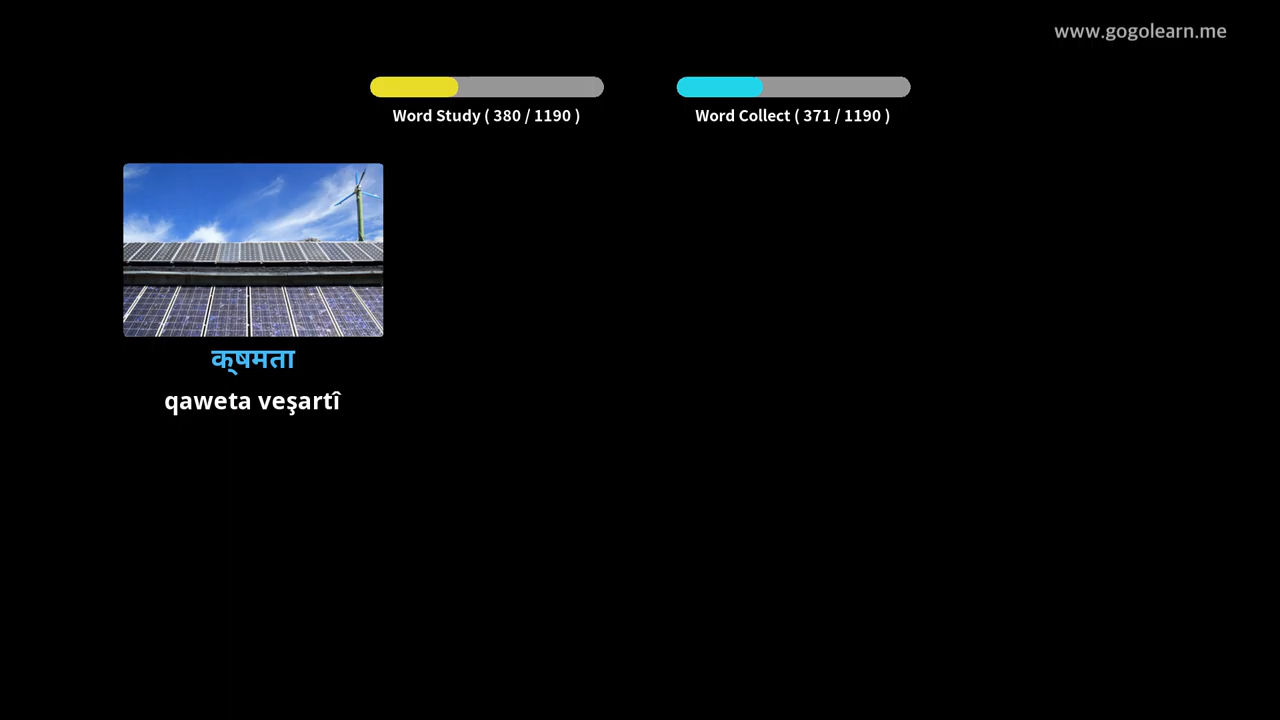 www.gogolearn.me
Word Study ( 380 / 1190 )
Word Collect ( 371 / 1190 )
क्षमता
qaweta veşartî